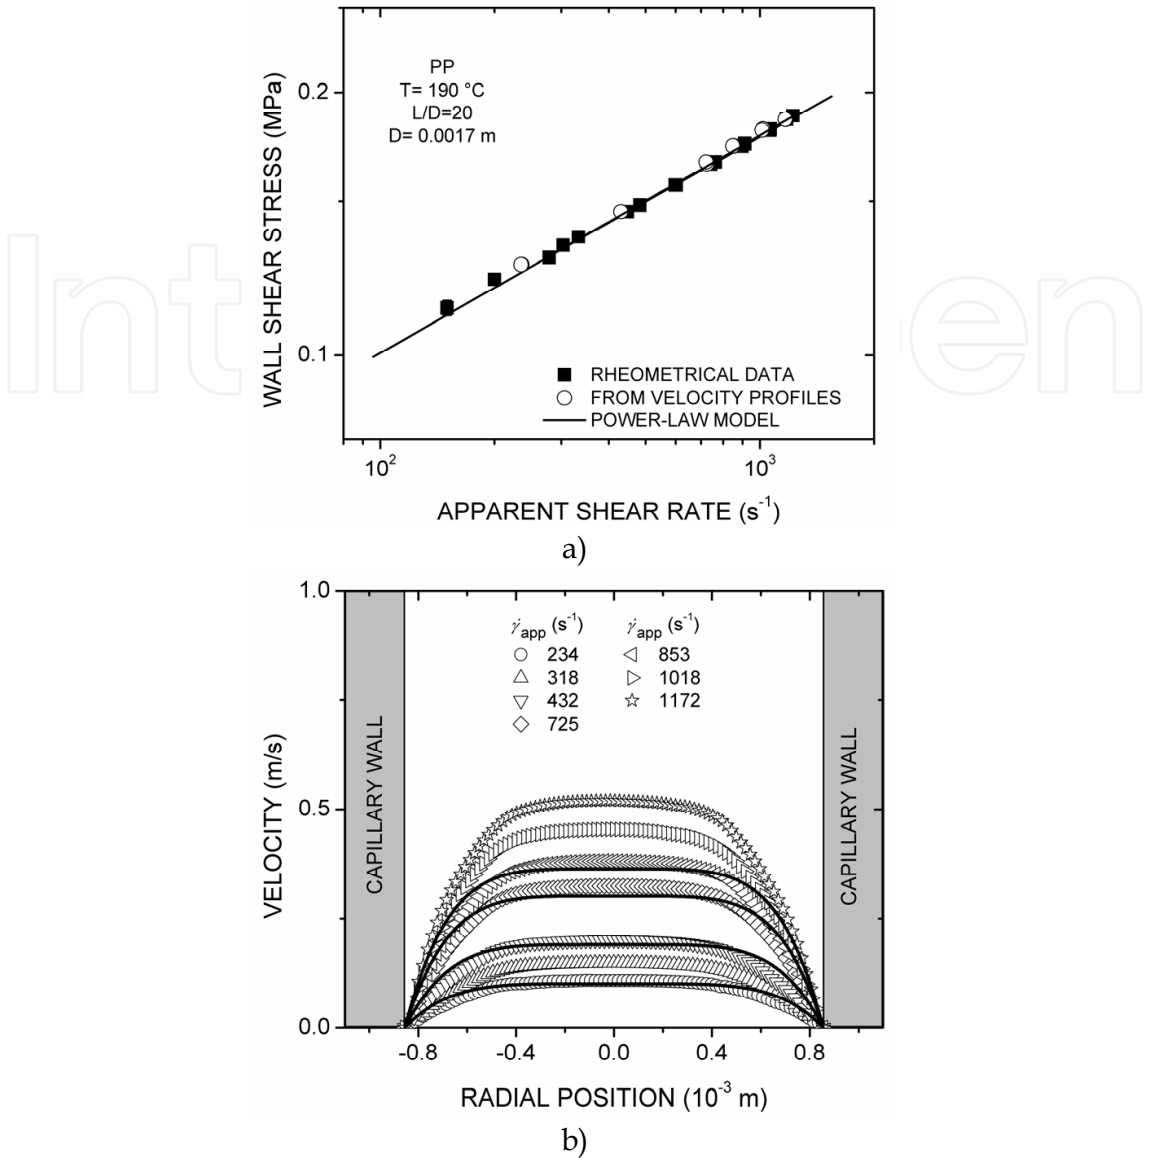 0.2
0.1
WALL SHEAR STRESS (MPa)
PP
T= 190 °C
L/D=20
D= 0.0017 m
RHEOMETRICAL DATA
FROM VELOCITY PROFILES
POWER-LAW MODEL
10²
10³
APPARENT SHEAR RATE (s⁻¹)
a)
1.0
0.5
0.0
VELOCITY (m/s)
CAPILLARY WALL
γ̇app (s⁻¹)
234
318
432
725
γ̇app (s⁻¹)
853
1018
1172
CAPILLARY WALL
-0.8 -0.4 0.0 0.4 0.8
RADIAL POSITION (10⁻³ m)
b)